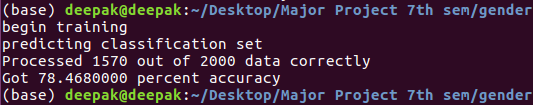 (base) deepak@deepak:~/Desktop/Major Project 7th sem/gender
begin training
predicting classification set
Processed 1570 out of 2000 data correctly
Got 78.4680000 percent accuracy
(base) deepak@deepak:~/Desktop/Major Project 7th sem/gender